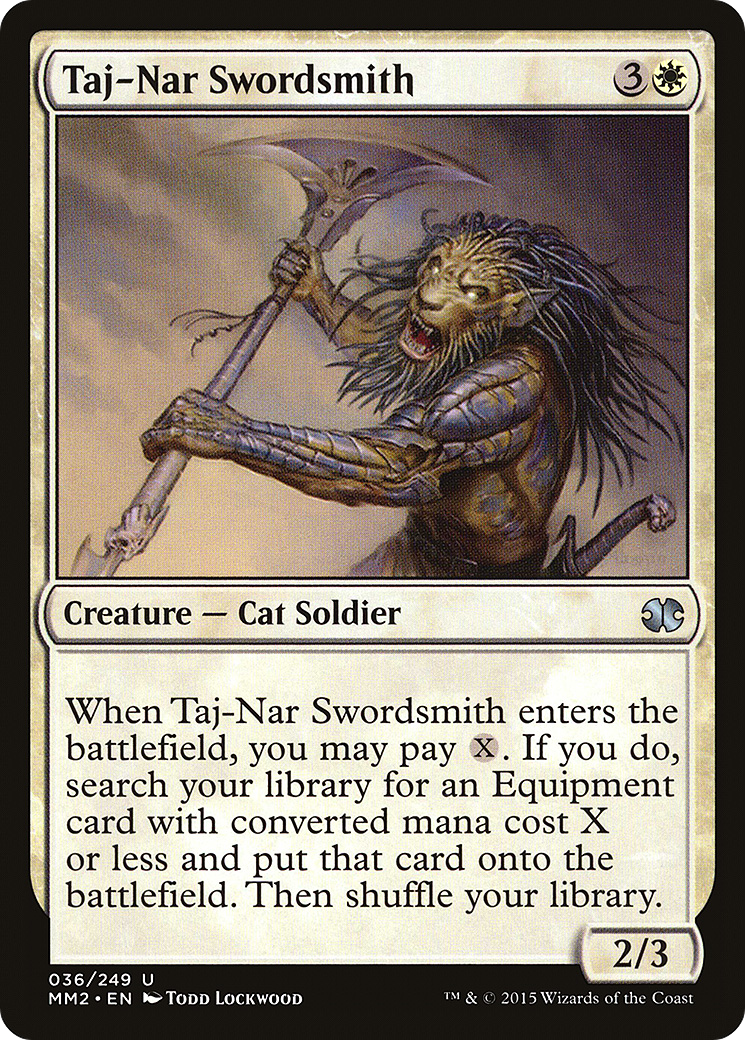 Taj-Nar Swordsmith 3
Creature — Cat Soldier
When Taj-Nar Swordsmith enters the
battlefield, you may pay X. If you do,
search your library for an Equipment
card with converted mana cost X
or less and put that card onto the
battlefield. Then shuffle your library.
2/3
036/249 U
MM2 • EN Todd Lockwood
™ & © 2015 Wizards of the Coast